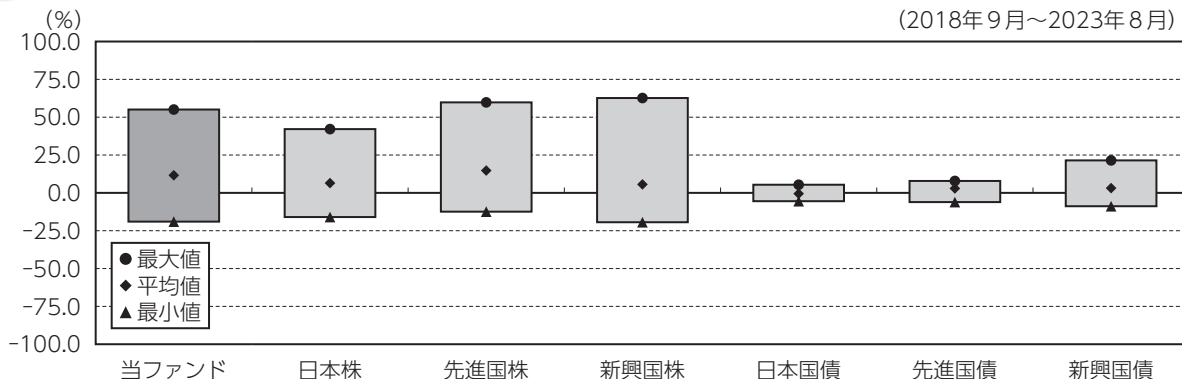 (%)
(2018年9月～2023年8月)
100.0
75.0
50.0
25.0
0.0
-25.0
-50.0
-75.0
-100.0
●最大値
◆平均値
▲最小値
当ファンド 日本株 先進国株 新興国株 日本国債 先進国債 新興国債